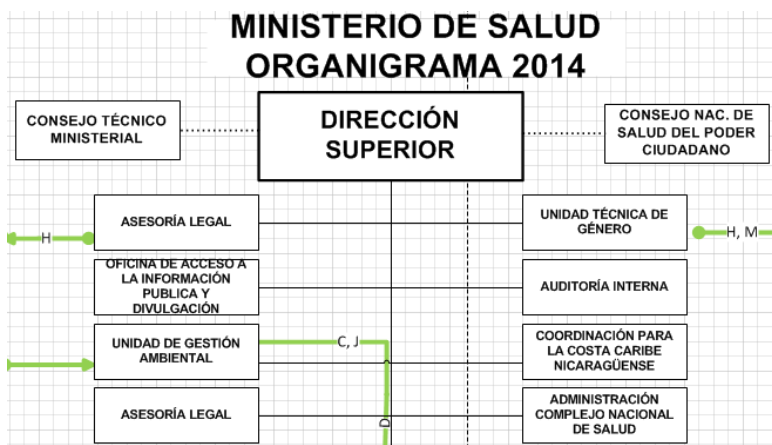 MINISTERIO DE SALUD
ORGANIGRAMA 2014
CONSEJO TÉCNICO
MINISTERIAL
DIRECCIÓN
SUPERIOR
CONSEJO NAC. DE
SALUD DEL PODER
CIUDADANO
ASESORÍA LEGAL
UNIDAD TÉCNICA DE
GÉNERO
H
H, M
OFICINA DE ACCESO A
LA INFORMACIÓN
PUBLICA Y
DIVULGACIÓN
AUDITORÍA INTERNA
UNIDAD DE GESTIÓN
AMBIENTAL
C, J
COORDINACIÓN PARA
LA COSTA CARIBE
NICARAGÜENSE
ASESORÍA LEGAL
D
ADMINISTRACIÓN
COMPLEJO NACIONAL
DE SALUD